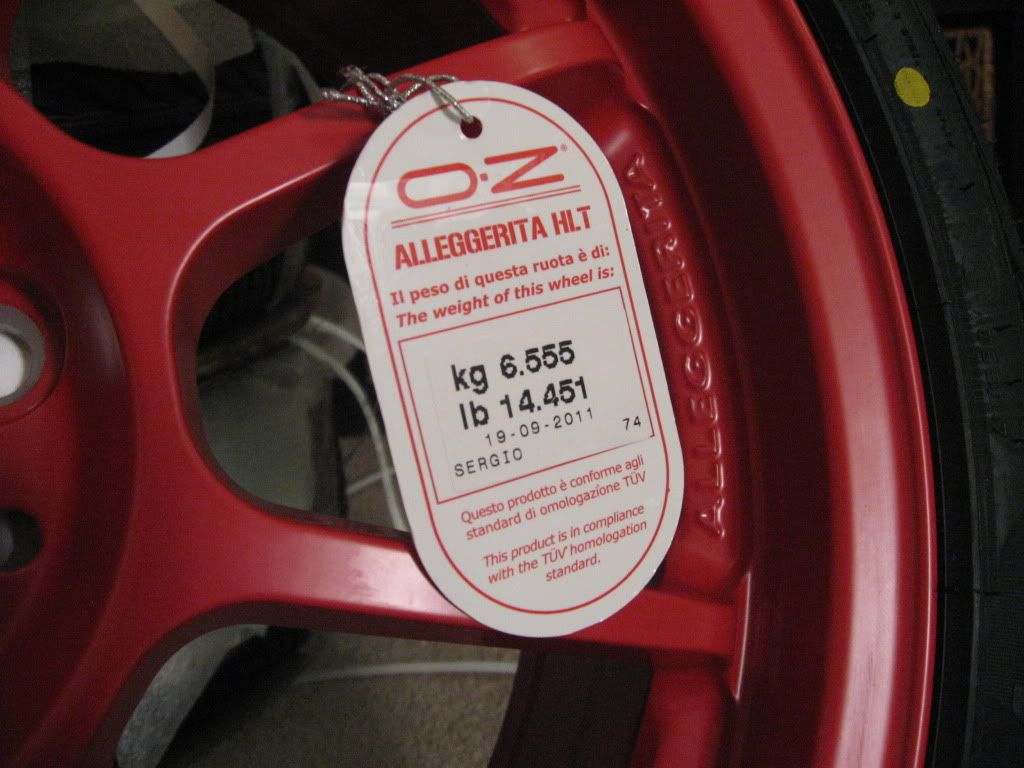 O·Z®
ALLEGGERITA HLT
Il peso di questa ruota è di:
The weight of this wheel is:
kg 6.555
lb 14.451
19-09-2011 74
SERGIO
Questo prodotto è conforme agli
standard di omologazione TÜV
This product is in compliance
with the TÜV homologation
standard.
ALLEGGERITA